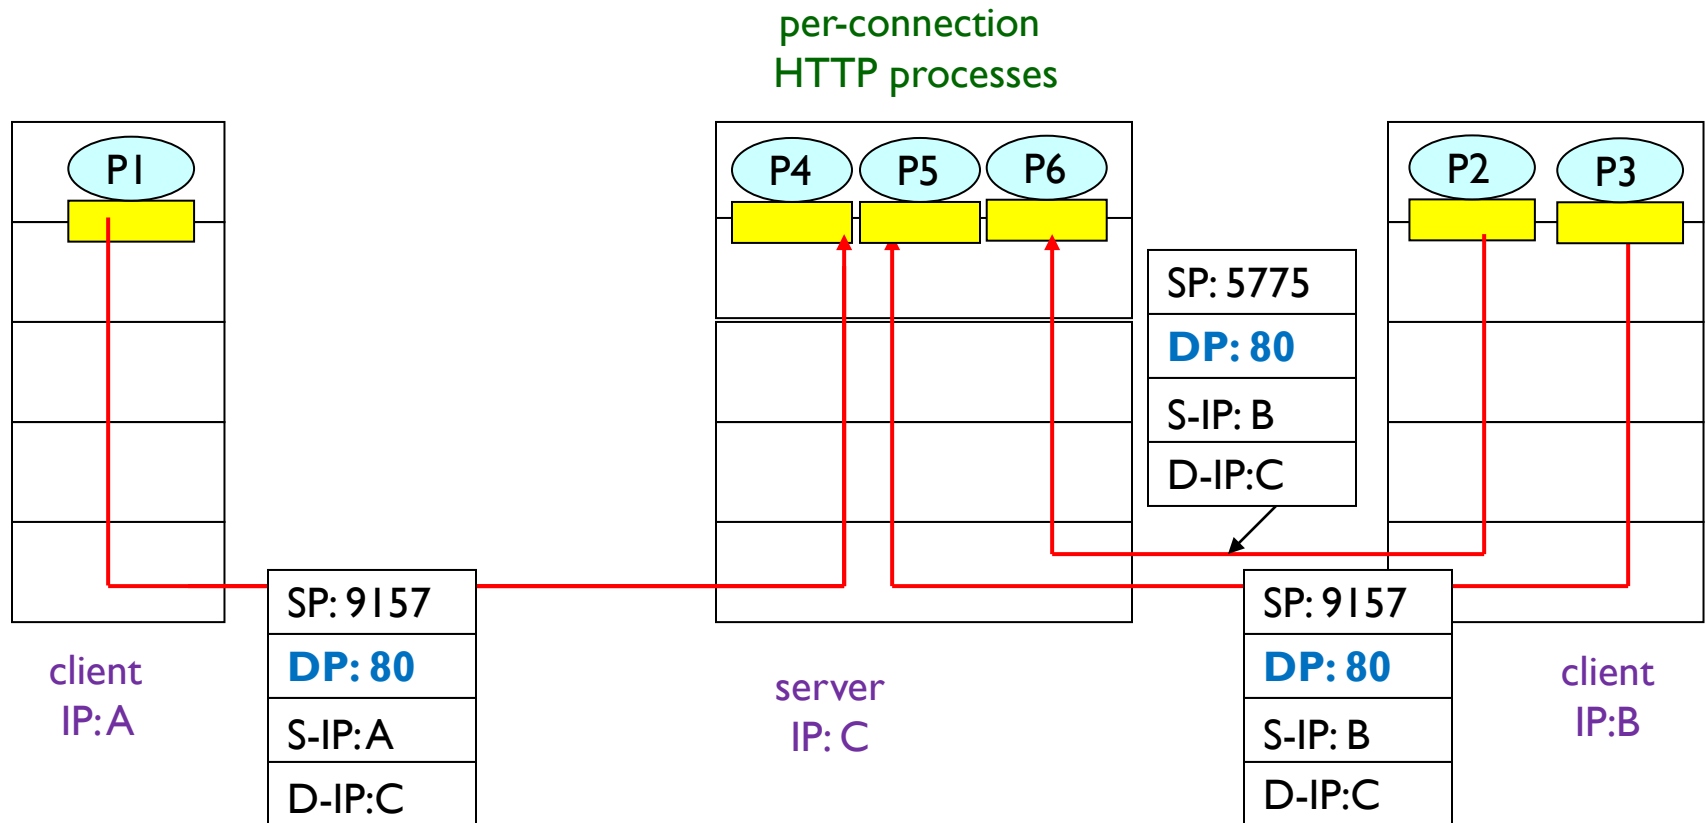 per-connection
HTTP processes
P1
P4
P5
P6
P2
P3
SP: 5775
DP: 80
S-IP: B
D-IP:C
SP: 9157
DP: 80
S-IP: A
D-IP:C
SP: 9157
DP: 80
S-IP: B
D-IP:C
client
IP: A
server
IP: C
client
IP:B